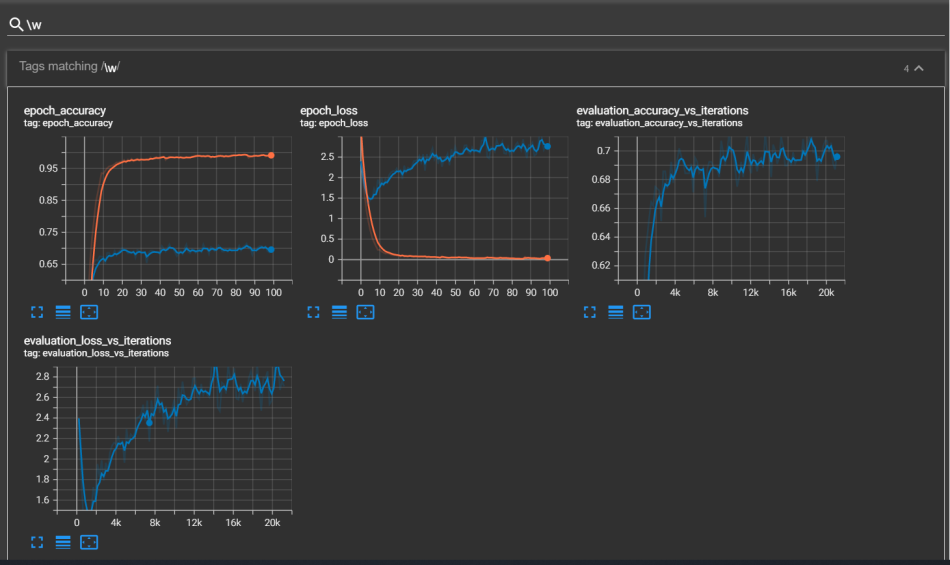 \w
Tags matching /\w/
4
epoch_accuracy
tag: epoch_accuracy
0.95
0.85
0.75
0.65
0 10 20 30 40 50 60 70 80 90 100
epoch_loss
tag: epoch_loss
2.5
2
1.5
1
0.5
0
0 10 20 30 40 50 60 70 80 90 100
evaluation_accuracy_vs_iterations
tag: evaluation_accuracy_vs_iterations
0.7
0.68
0.66
0.64
0.62
0 4k 8k 12k 16k 20k
evaluation_loss_vs_iterations
tag: evaluation_loss_vs_iterations
2.8
2.6
2.4
2.2
2
1.8
1.6
0 4k 8k 12k 16k 20k